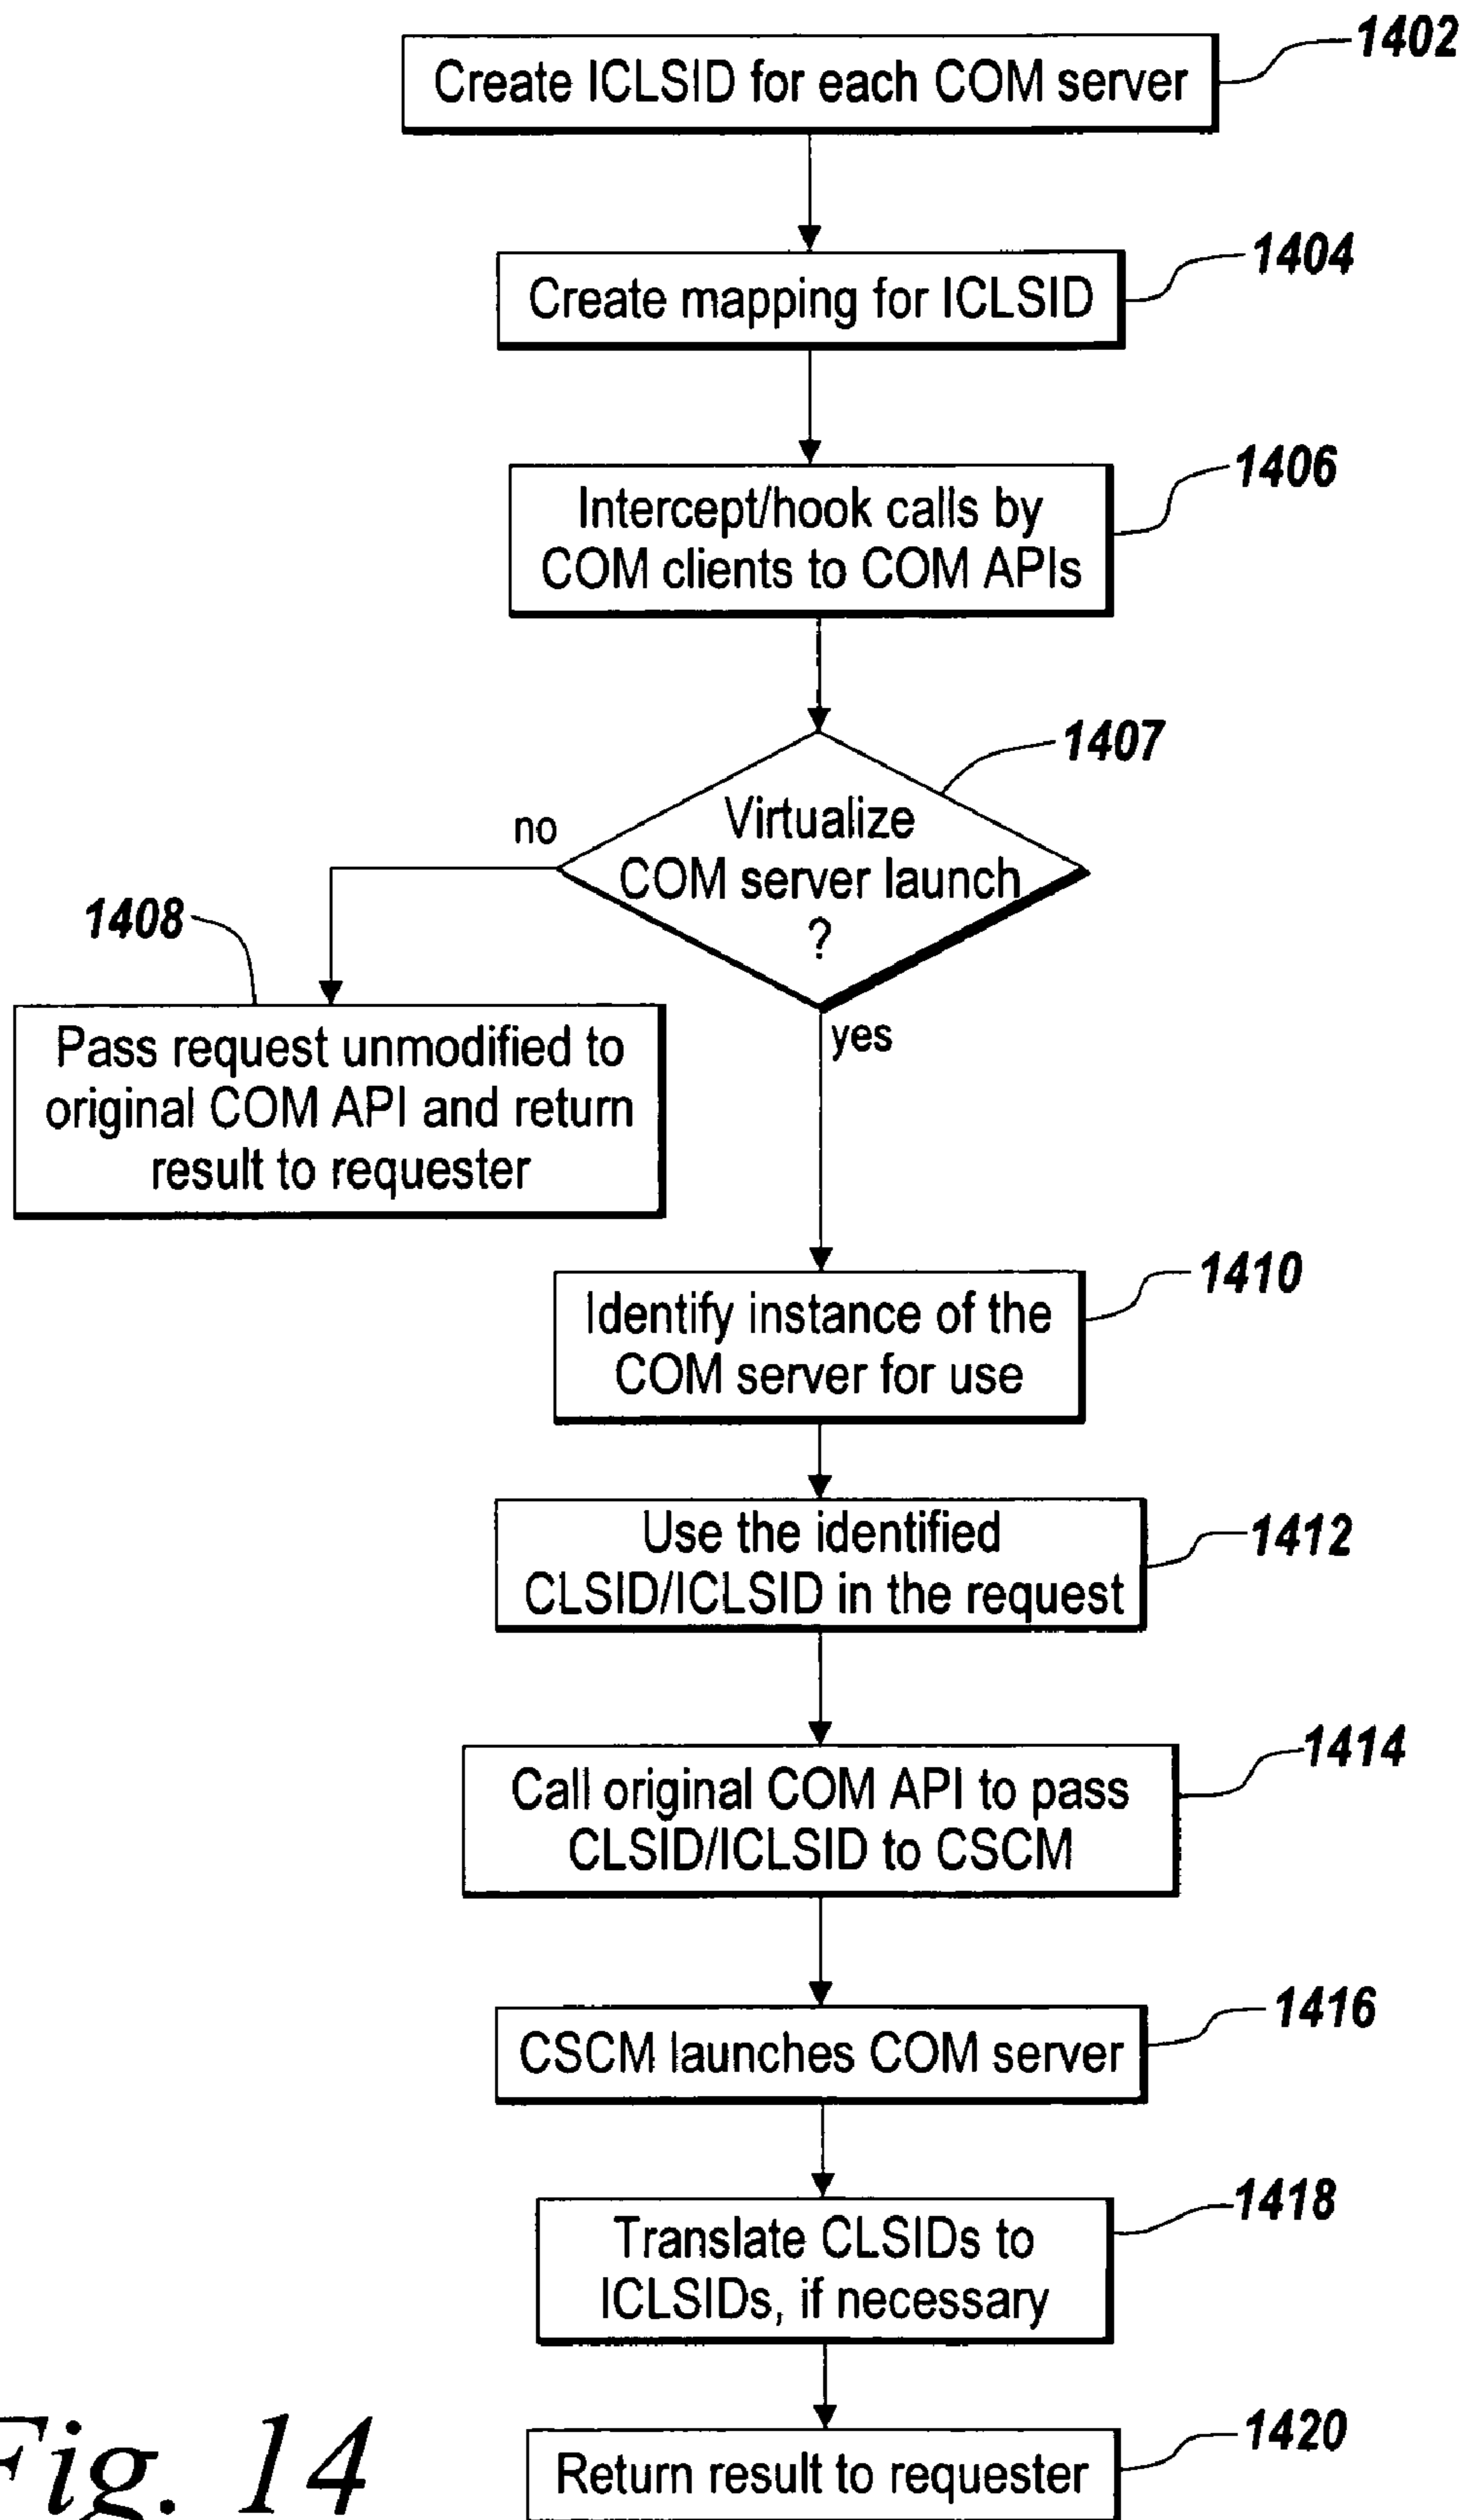 1402
Create ICLSID for each COM server
1404
Create mapping for ICLSID
1406
Intercept/hook calls by
COM clients to COM APIs
1407
Virtualize
COM server launch
?
no
yes
1408
Pass request unmodified to
original COM API and return
result to requester
1410
Identify instance of the
COM server for use
1412
Use the identified
CLSID/ICLSID in the request
1414
Call original COM API to pass
CLSID/ICLSID to CSCM
1416
CSCM launches COM server
1418
Translate CLSIDs to
ICLSIDs, if necessary
1420
Return result to requester
Fig. 14